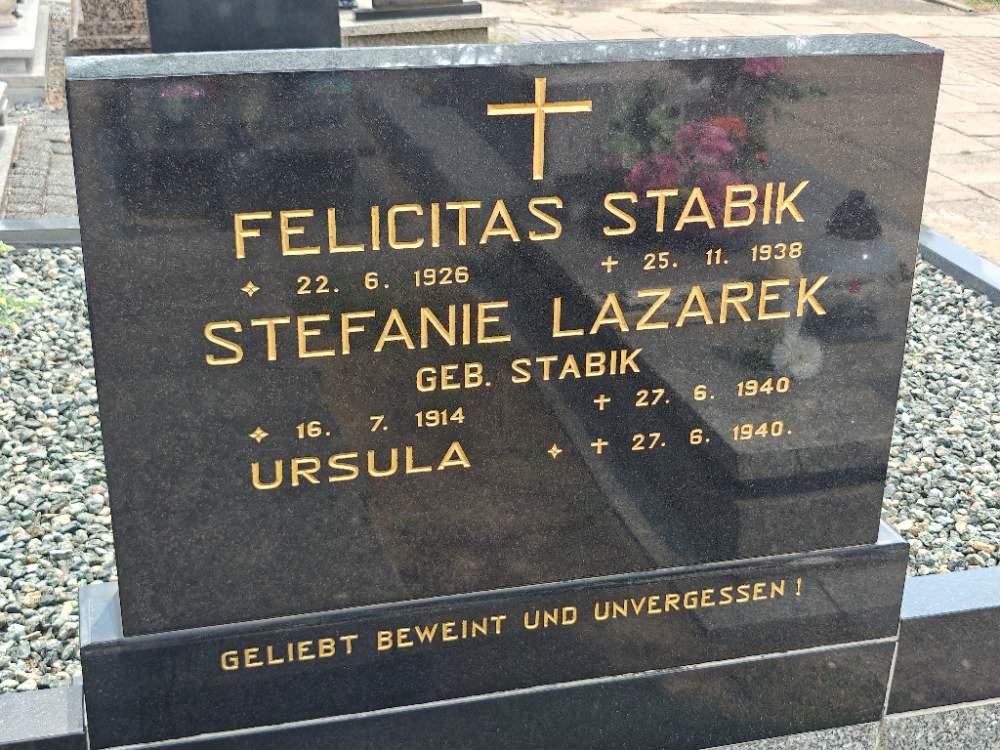 FELICITAS STABIK
✧ 22. 6. 1926 + 25. 11. 1938
STEFANIE LAZAREK
GEB. STABIK
✧ 16. 7. 1914 + 27. 6. 1940
URSULA ✧ + 27. 6. 1940.
GELIEBT BEWEINT UND UNVERGESSEN!